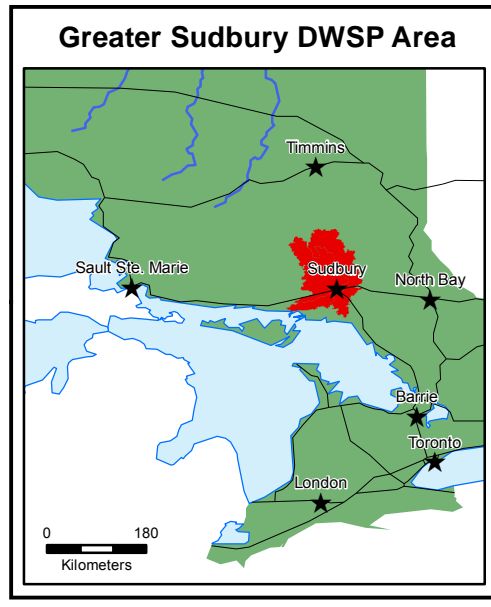 Greater Sudbury DWSP Area
Timmins
Sault Ste. Marie
Sudbury
North Bay
Barrie
Toronto
London
0 180
Kilometers